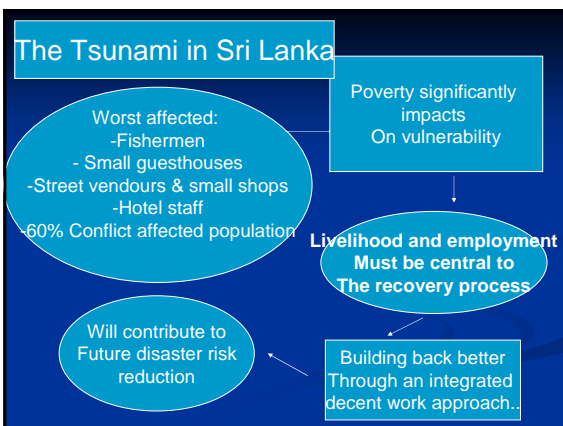 The Tsunami in Sri Lanka
Worst affected:
-Fishermen
- Small guesthouses
-Street vendours & small shops
-Hotel staff
-60% Conflict affected population
Poverty significantly
impacts
On vulnerability
Livelihood and employment
Must be central to
The recovery process
Building back better
Through an integrated
decent work approach..
Will contribute to
Future disaster risk
reduction